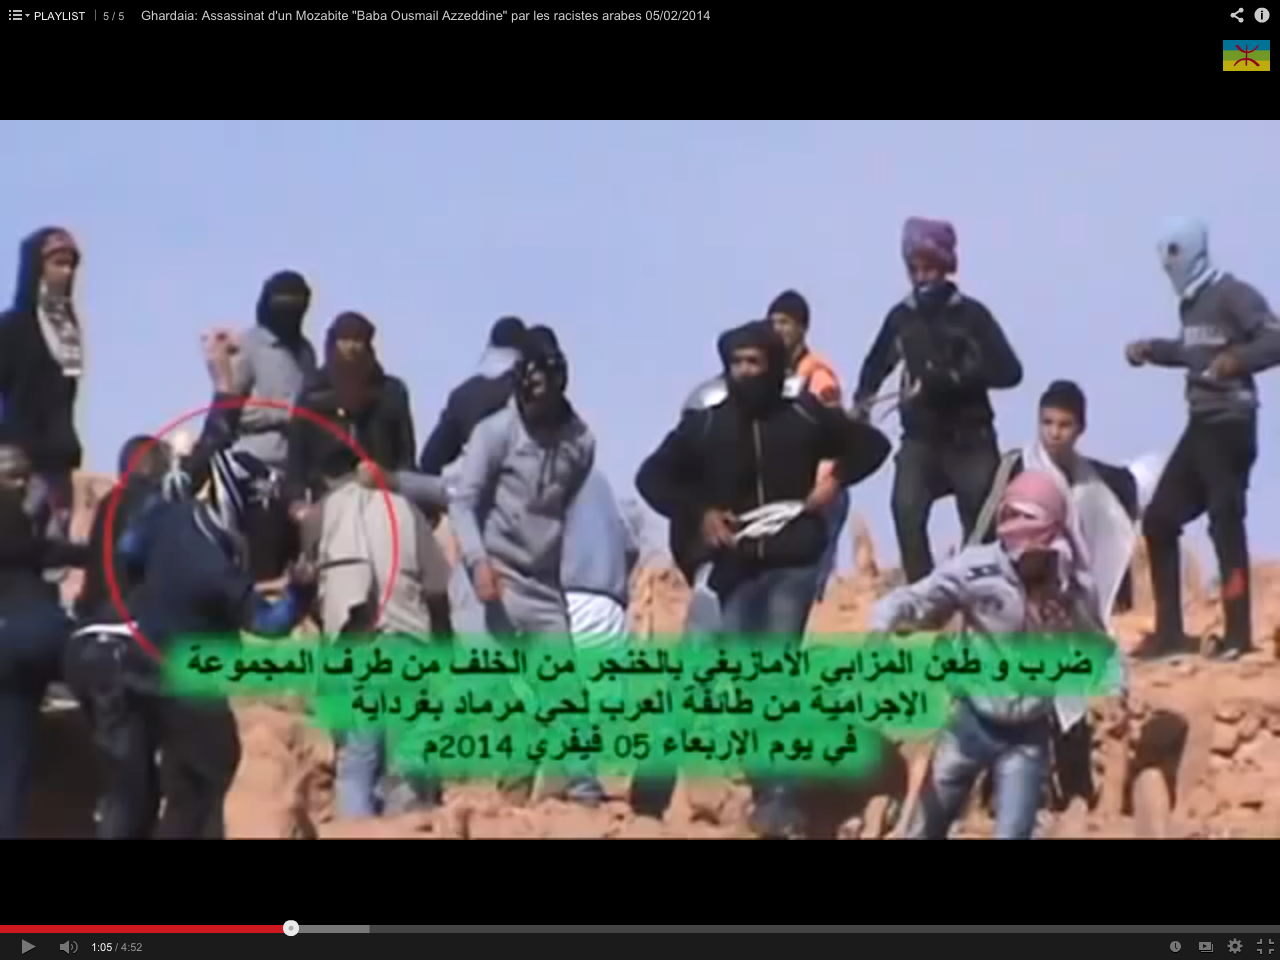 PLAYLIST 5 / 5 Ghardaia: Assassinat d'un Mozabite "Baba Ousmail Azzeddine" par les racistes arabes 05/02/2014
ضرب و طعن المزابي الأمازيغي بالخنجر من الخلف من طرف المجموعة
الإجرامية من طائفة العرب لحي مرماد بغرداية
في يوم الاربعاء 05 فيفري 2014م
1:05 / 4:52